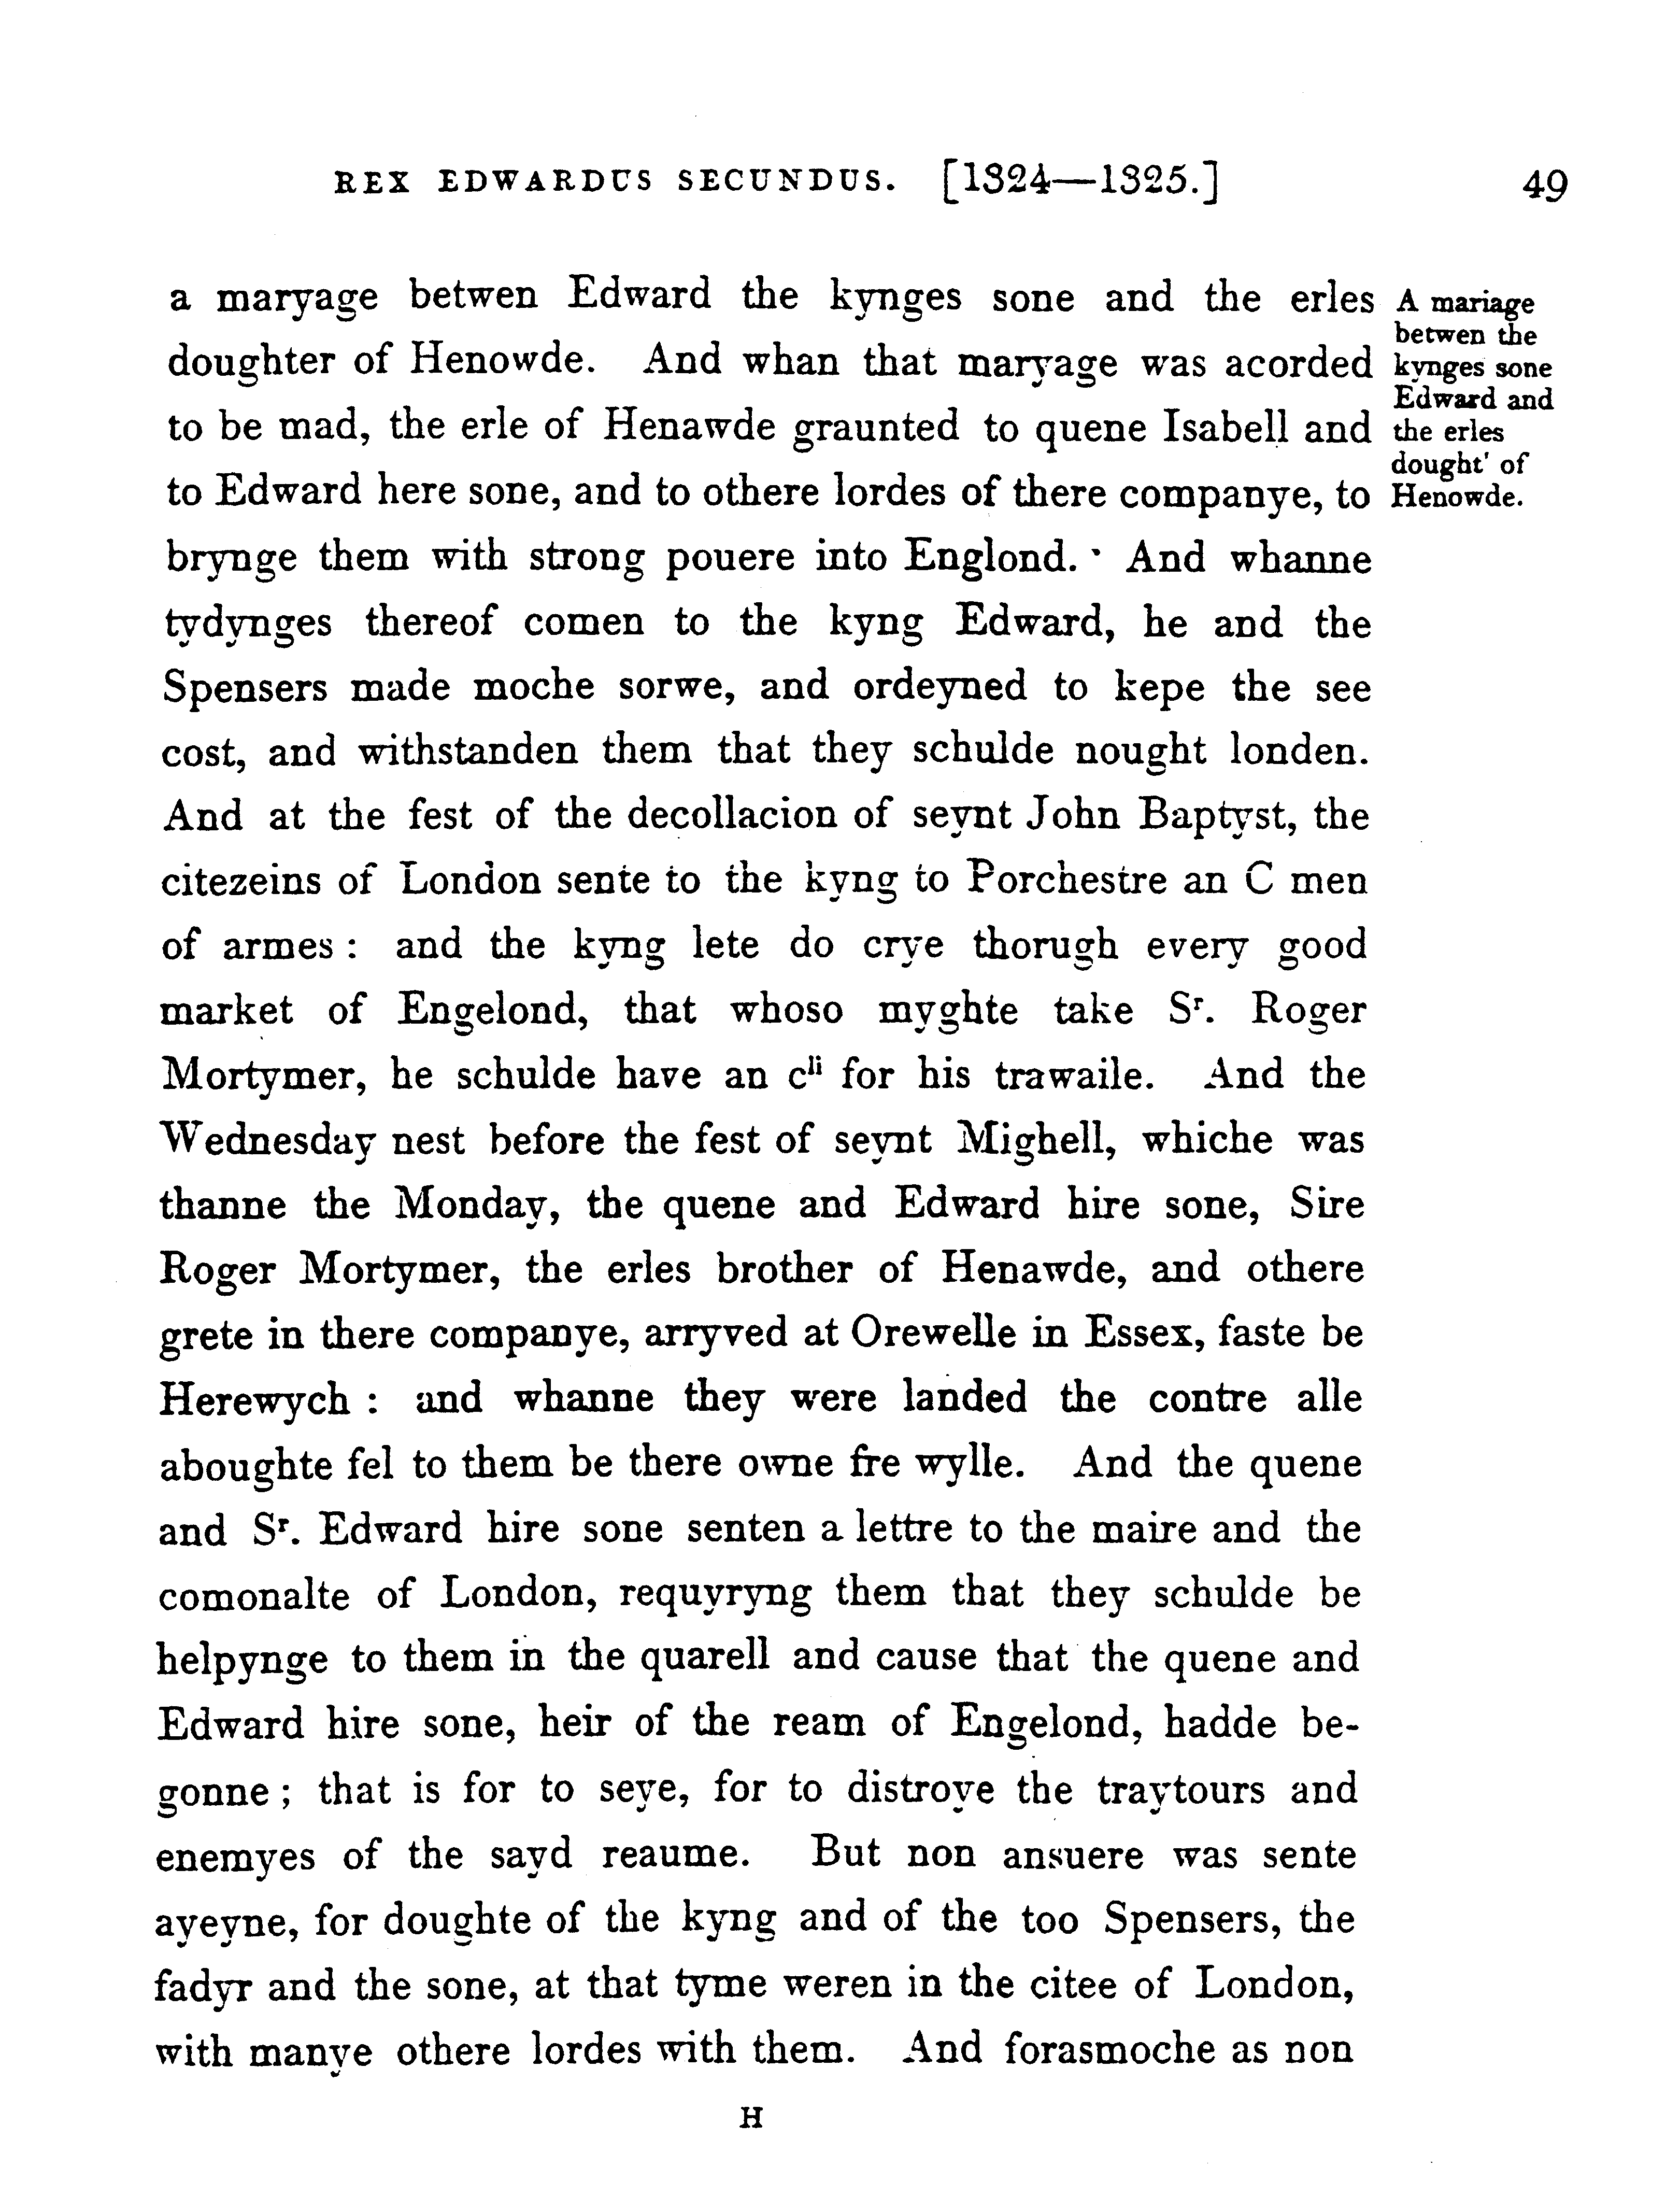 REX EDWARDUS SECUNDUS. [1324—1325.] 49
a maryage betwen Edward the kynges sone and the erles
doughter of Henowde. And whan that maryage was acorded
to be mad, the erle of Henawde graunted to quene Isabell and
to Edward here sone, and to othere lordes of there companye, to
brynge them with strong pouere into Englond. And whanne
tydynges thereof comen to the kyng Edward, he and the
Spensers made moche sorwe, and ordeyned to kepe the see
cost, and withstanden them that they schulde nought londen.
And at the fest of the decollacion of seynt John Baptyst, the
citezeins of London sente to the kyng to Porchestre an C men
of armes : and the kyng lete do crye thorugh every good
market of Engelond, that whoso myghte take Sʳ. Roger
Mortymer, he schulde have an cˡⁱ for his trawaile. And the
Wednesday nest before the fest of seynt Mighell, whiche was
thanne the Monday, the quene and Edward hire sone, Sire
Roger Mortymer, the erles brother of Henawde, and othere
grete in there companye, arryved at Orewelle in Essex, faste be
Herewych : and whanne they were landed the contre alle
aboughte fel to them be there owne fre wylle. And the quene
and Sʳ. Edward hire sone senten a lettre to the maire and the
comonalte of London, requyryng them that they schulde be
helpynge to them in the quarell and cause that the quene and
Edward hire sone, heir of the ream of Engelond, hadde be-
gonne ; that is for to seye, for to distroye the traytours and
enemyes of the sayd reaume. But non ansuere was sente
ayeyne, for doughte of the kyng and of the too Spensers, the
fadyr and the sone, at that tyme weren in the citee of London,
with manye othere lordes with them. And forasmoche as non
H
A mariage
betwen the
kynges sone
Edward and
the erles
dought' of
Henowde.